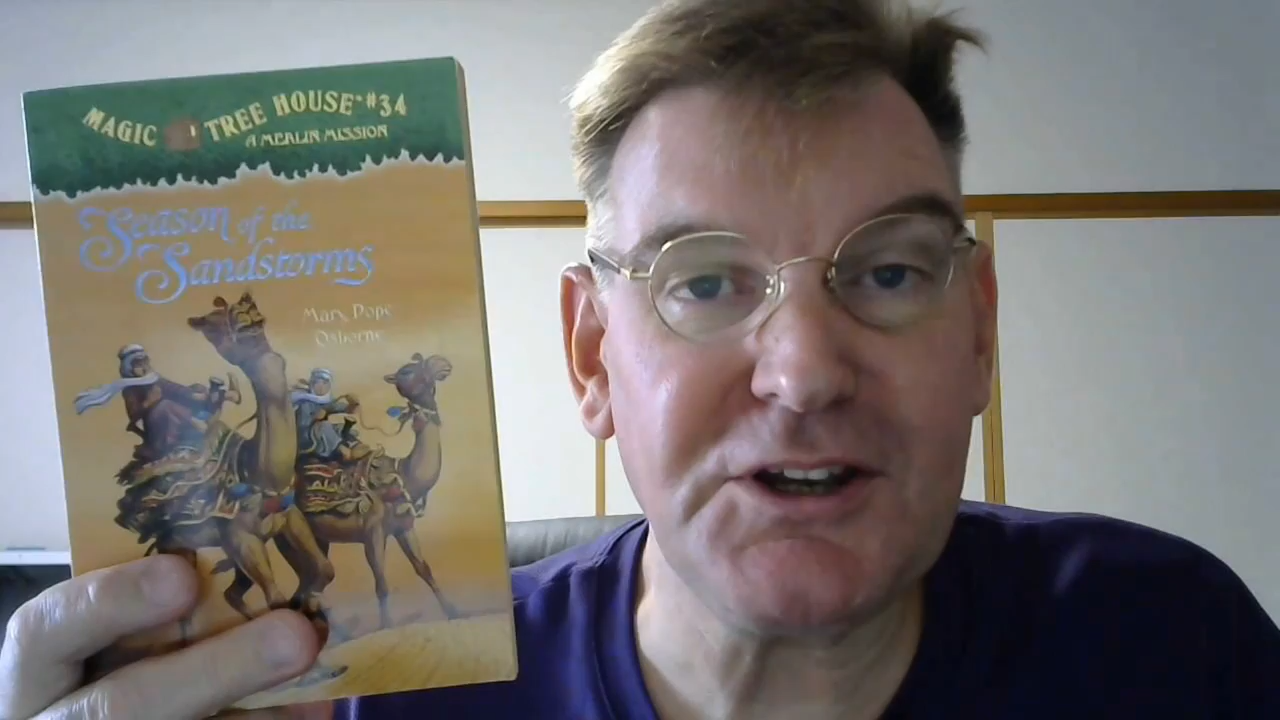 MAGIC TREE HOUSE® #34
A MERLIN MISSION
Season of the
Sandstorms
Mary Pope
Osborne